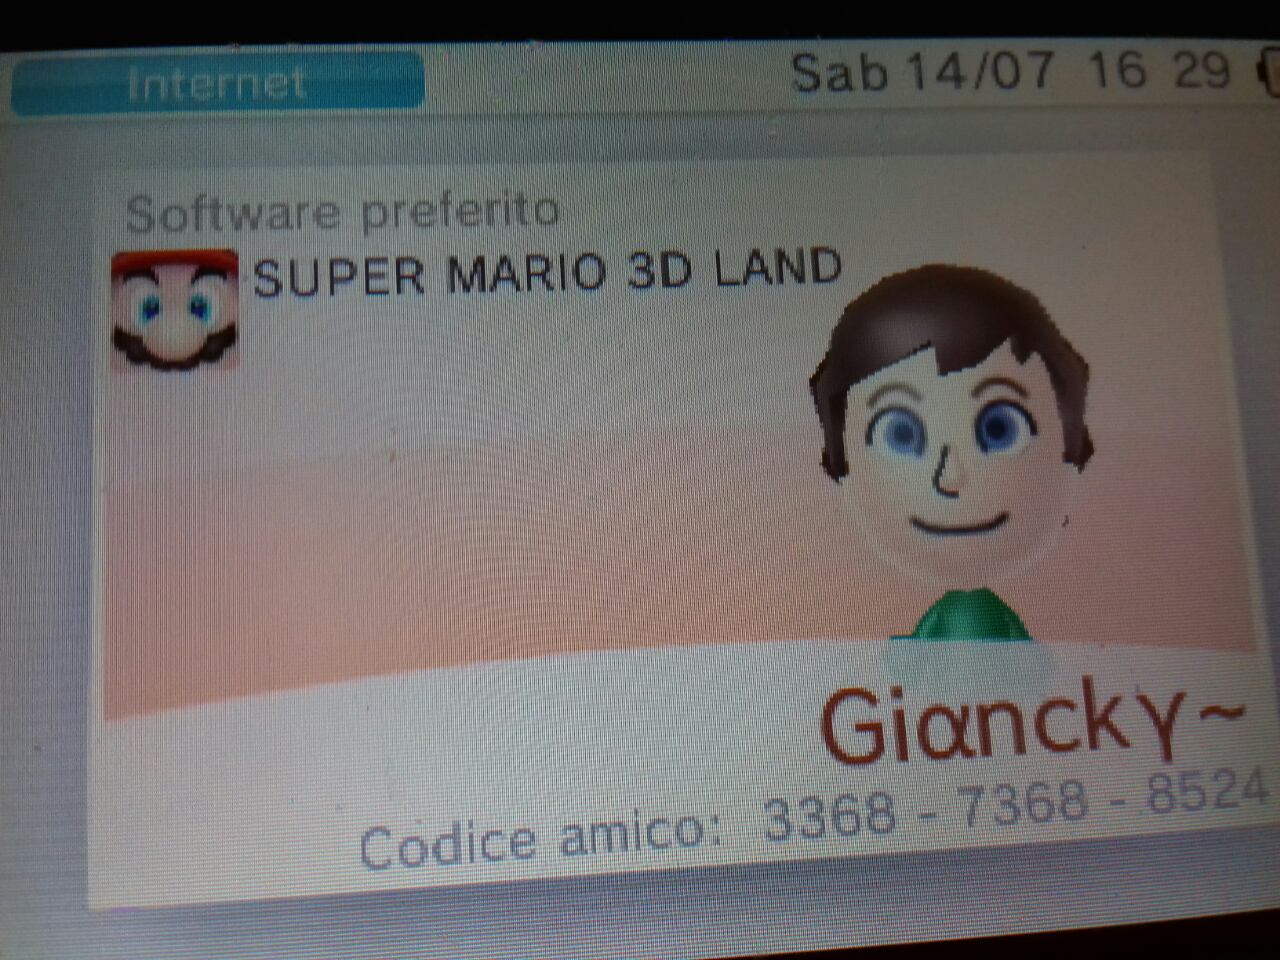 Internet
Sab 14/07 16 29
Software preferito
SUPER MARIO 3D LAND
Giαnckγ~
Codice amico: 3368 - 7368 - 8524